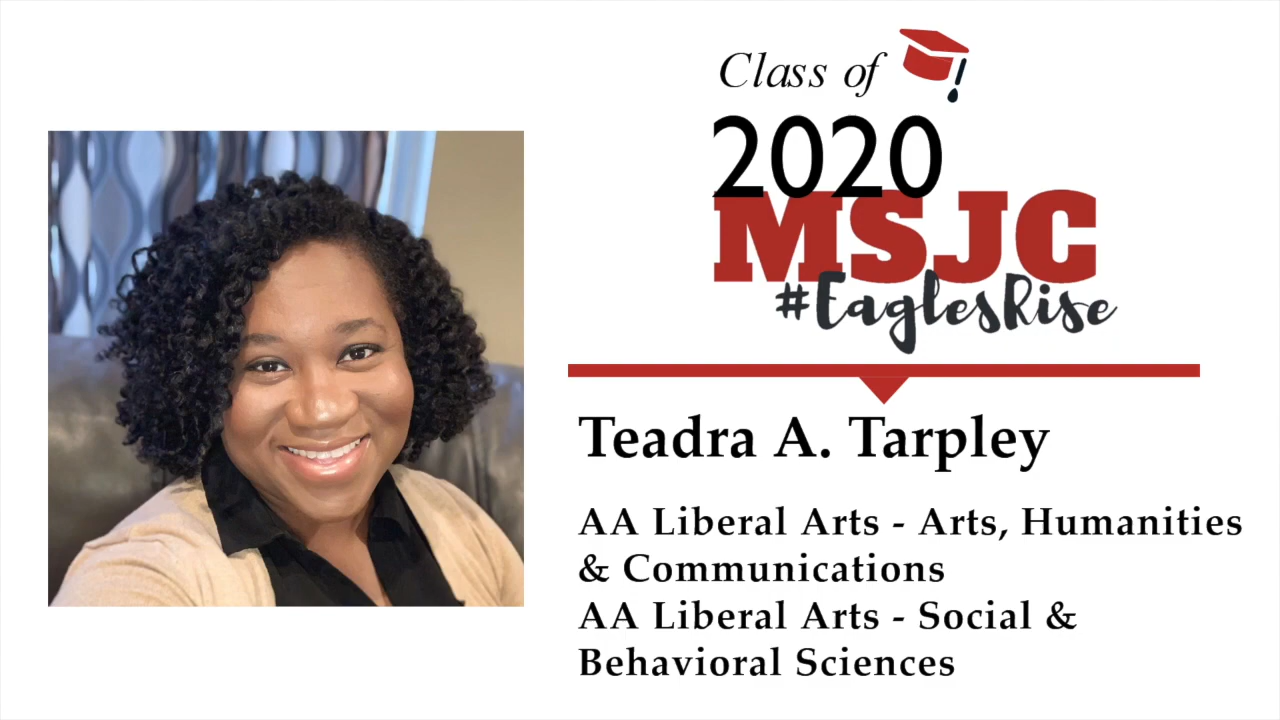 Class of
2020
MSJC
#EaglesRise
Teadra A. Tarpley
AA Liberal Arts - Arts, Humanities
& Communications
AA Liberal Arts - Social &
Behavioral Sciences